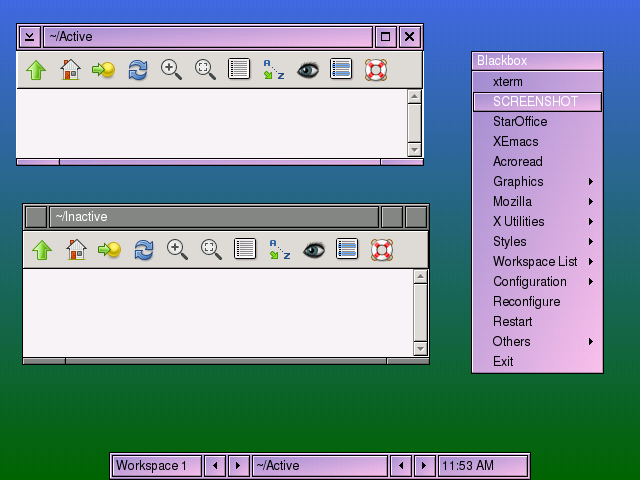 ~/Active
Blackbox
xterm
SCREENSHOT
StarOffice
XEmacs
Acroread
Graphics
Mozilla
X Utilities
Styles
Workspace List
Configuration
Reconfigure
Restart
Others
Exit
A
Z
~/Inactive
A
Z
Workspace 1
~/Active
11:53 AM